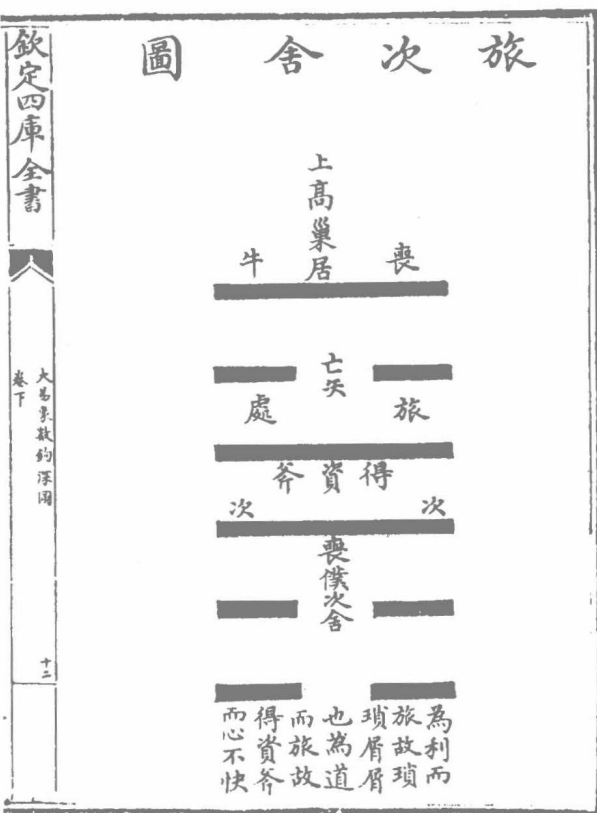 旅次舍圖
上高巢居
喪牛
亡矢
旅處
得資斧
次次
喪僕次舍
為利而
旅故瑣
瑣屑屑
也為道
而旅故
得資斧
而心不快
欽定四庫全書
大易象數鉤深圖
卷下
十二